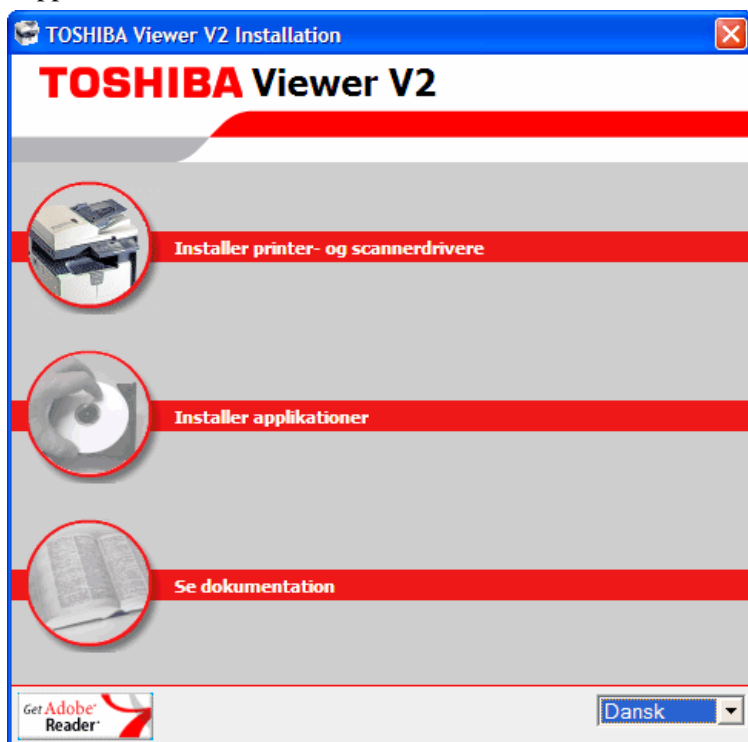 TOSHIBA Viewer V2 Installation
TOSHIBA Viewer V2
Installer printer- og scannerdrivere
Installer applikationer
Se dokumentation
Get Adobe®
Reader®
Dansk